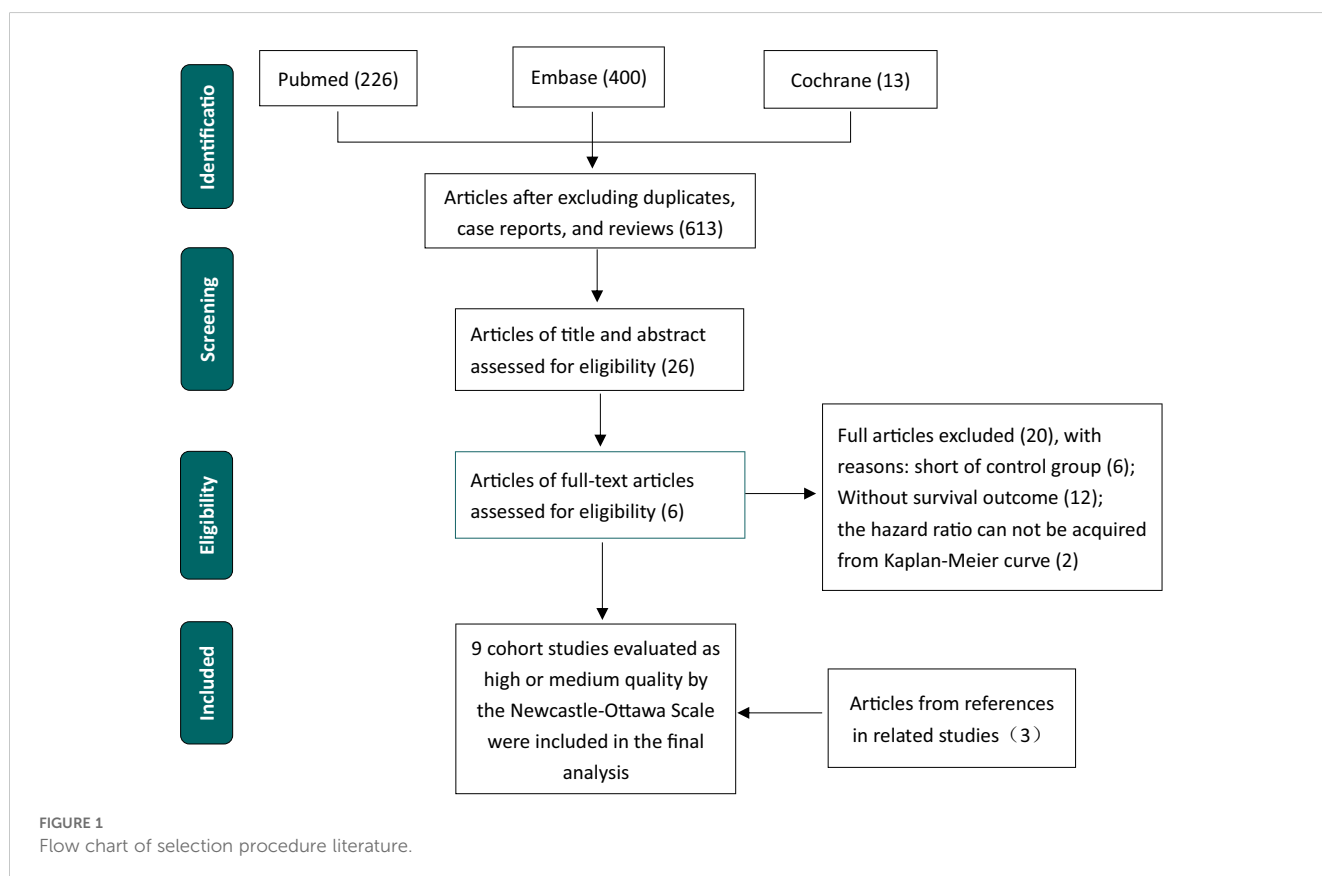 Identificatio
Pubmed (226)
Embase (400)
Cochrane (13)
Articles after excluding duplicates,
case reports, and reviews (613)
Screening
Articles of title and abstract
assessed for eligibility (26)
Eligibility
Articles of full-text articles
assessed for eligibility (6)
Full articles excluded (20), with
reasons: short of control group (6);
Without survival outcome (12);
the hazard ratio can not be acquired
from Kaplan-Meier curve (2)
Included
9 cohort studies evaluated as
high or medium quality by
the Newcastle-Ottawa Scale
were included in the final
analysis
Articles from references
in related studies（3）
FIGURE 1
Flow chart of selection procedure literature.